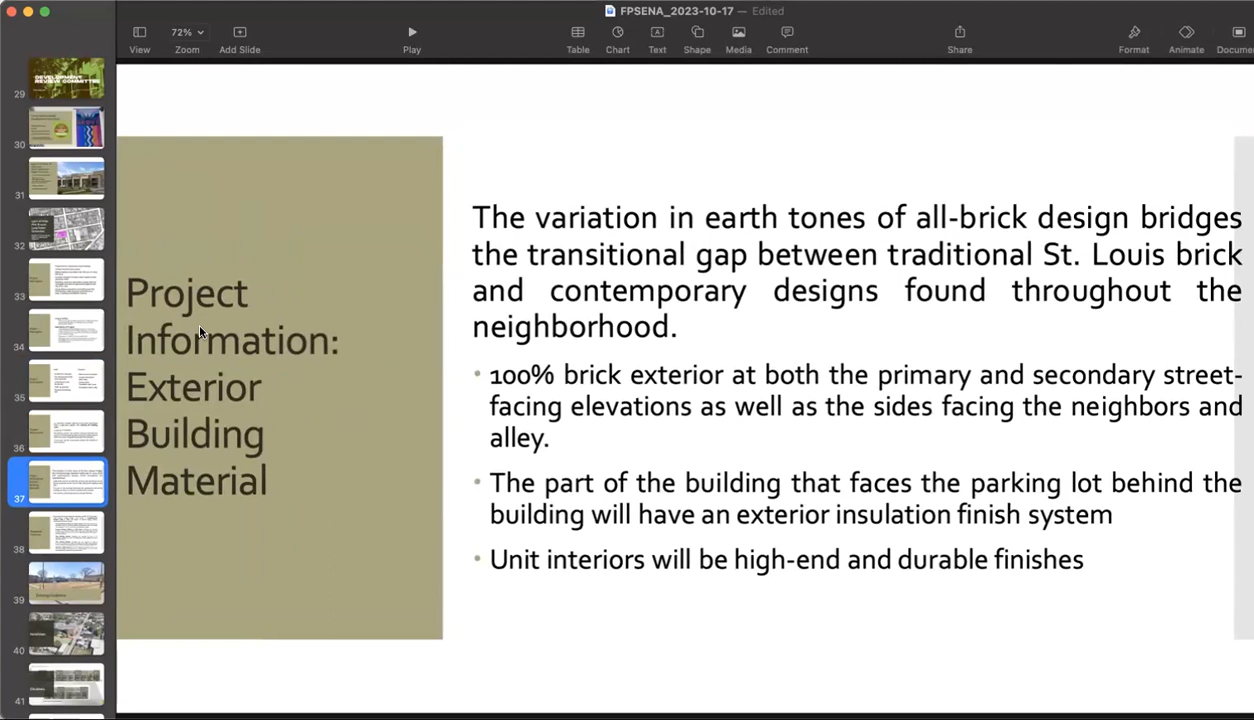 FPSENA_2023-10-17 — Edited
72%
View
Zoom
Add Slide
Play
Table
Chart
Text
Shape
Media
Comment
Share
Format
Animate
29
DEVELOPMENT
REVIEW COMMITTEE
30
31
32
33
34
35
36
37
38
39
40
41
Project
Information:
Exterior
Building
Material
The variation in earth tones of all-brick design bridges
the transitional gap between traditional St. Louis brick
and contemporary designs found throughout the
neighborhood.
• 100% brick exterior at both the primary and secondary street-
facing elevations as well as the sides facing the neighbors and
alley.
• The part of the building that faces the parking lot behind the
building will have an exterior insulation finish system
• Unit interiors will be high-end and durable finishes